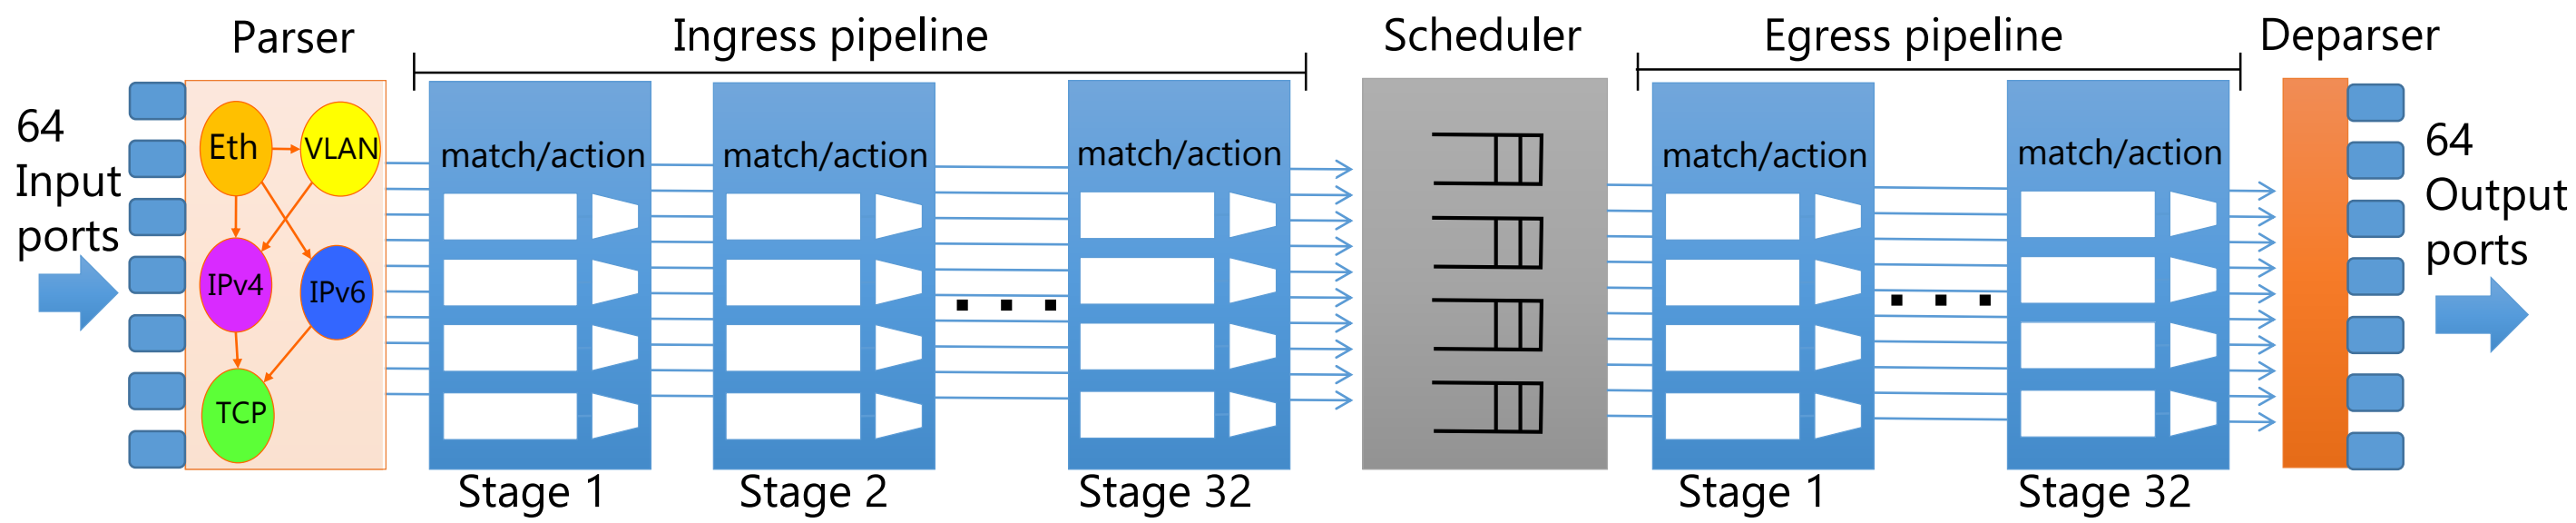 Parser
Ingress pipeline
Scheduler
Egress pipeline
Deparser
64
Input
ports
Eth
VLAN
IPv4
IPv6
TCP
match/action
match/action
match/action
match/action
match/action
64
Output
ports
Stage 1
Stage 2
Stage 32
Stage 1
Stage 32